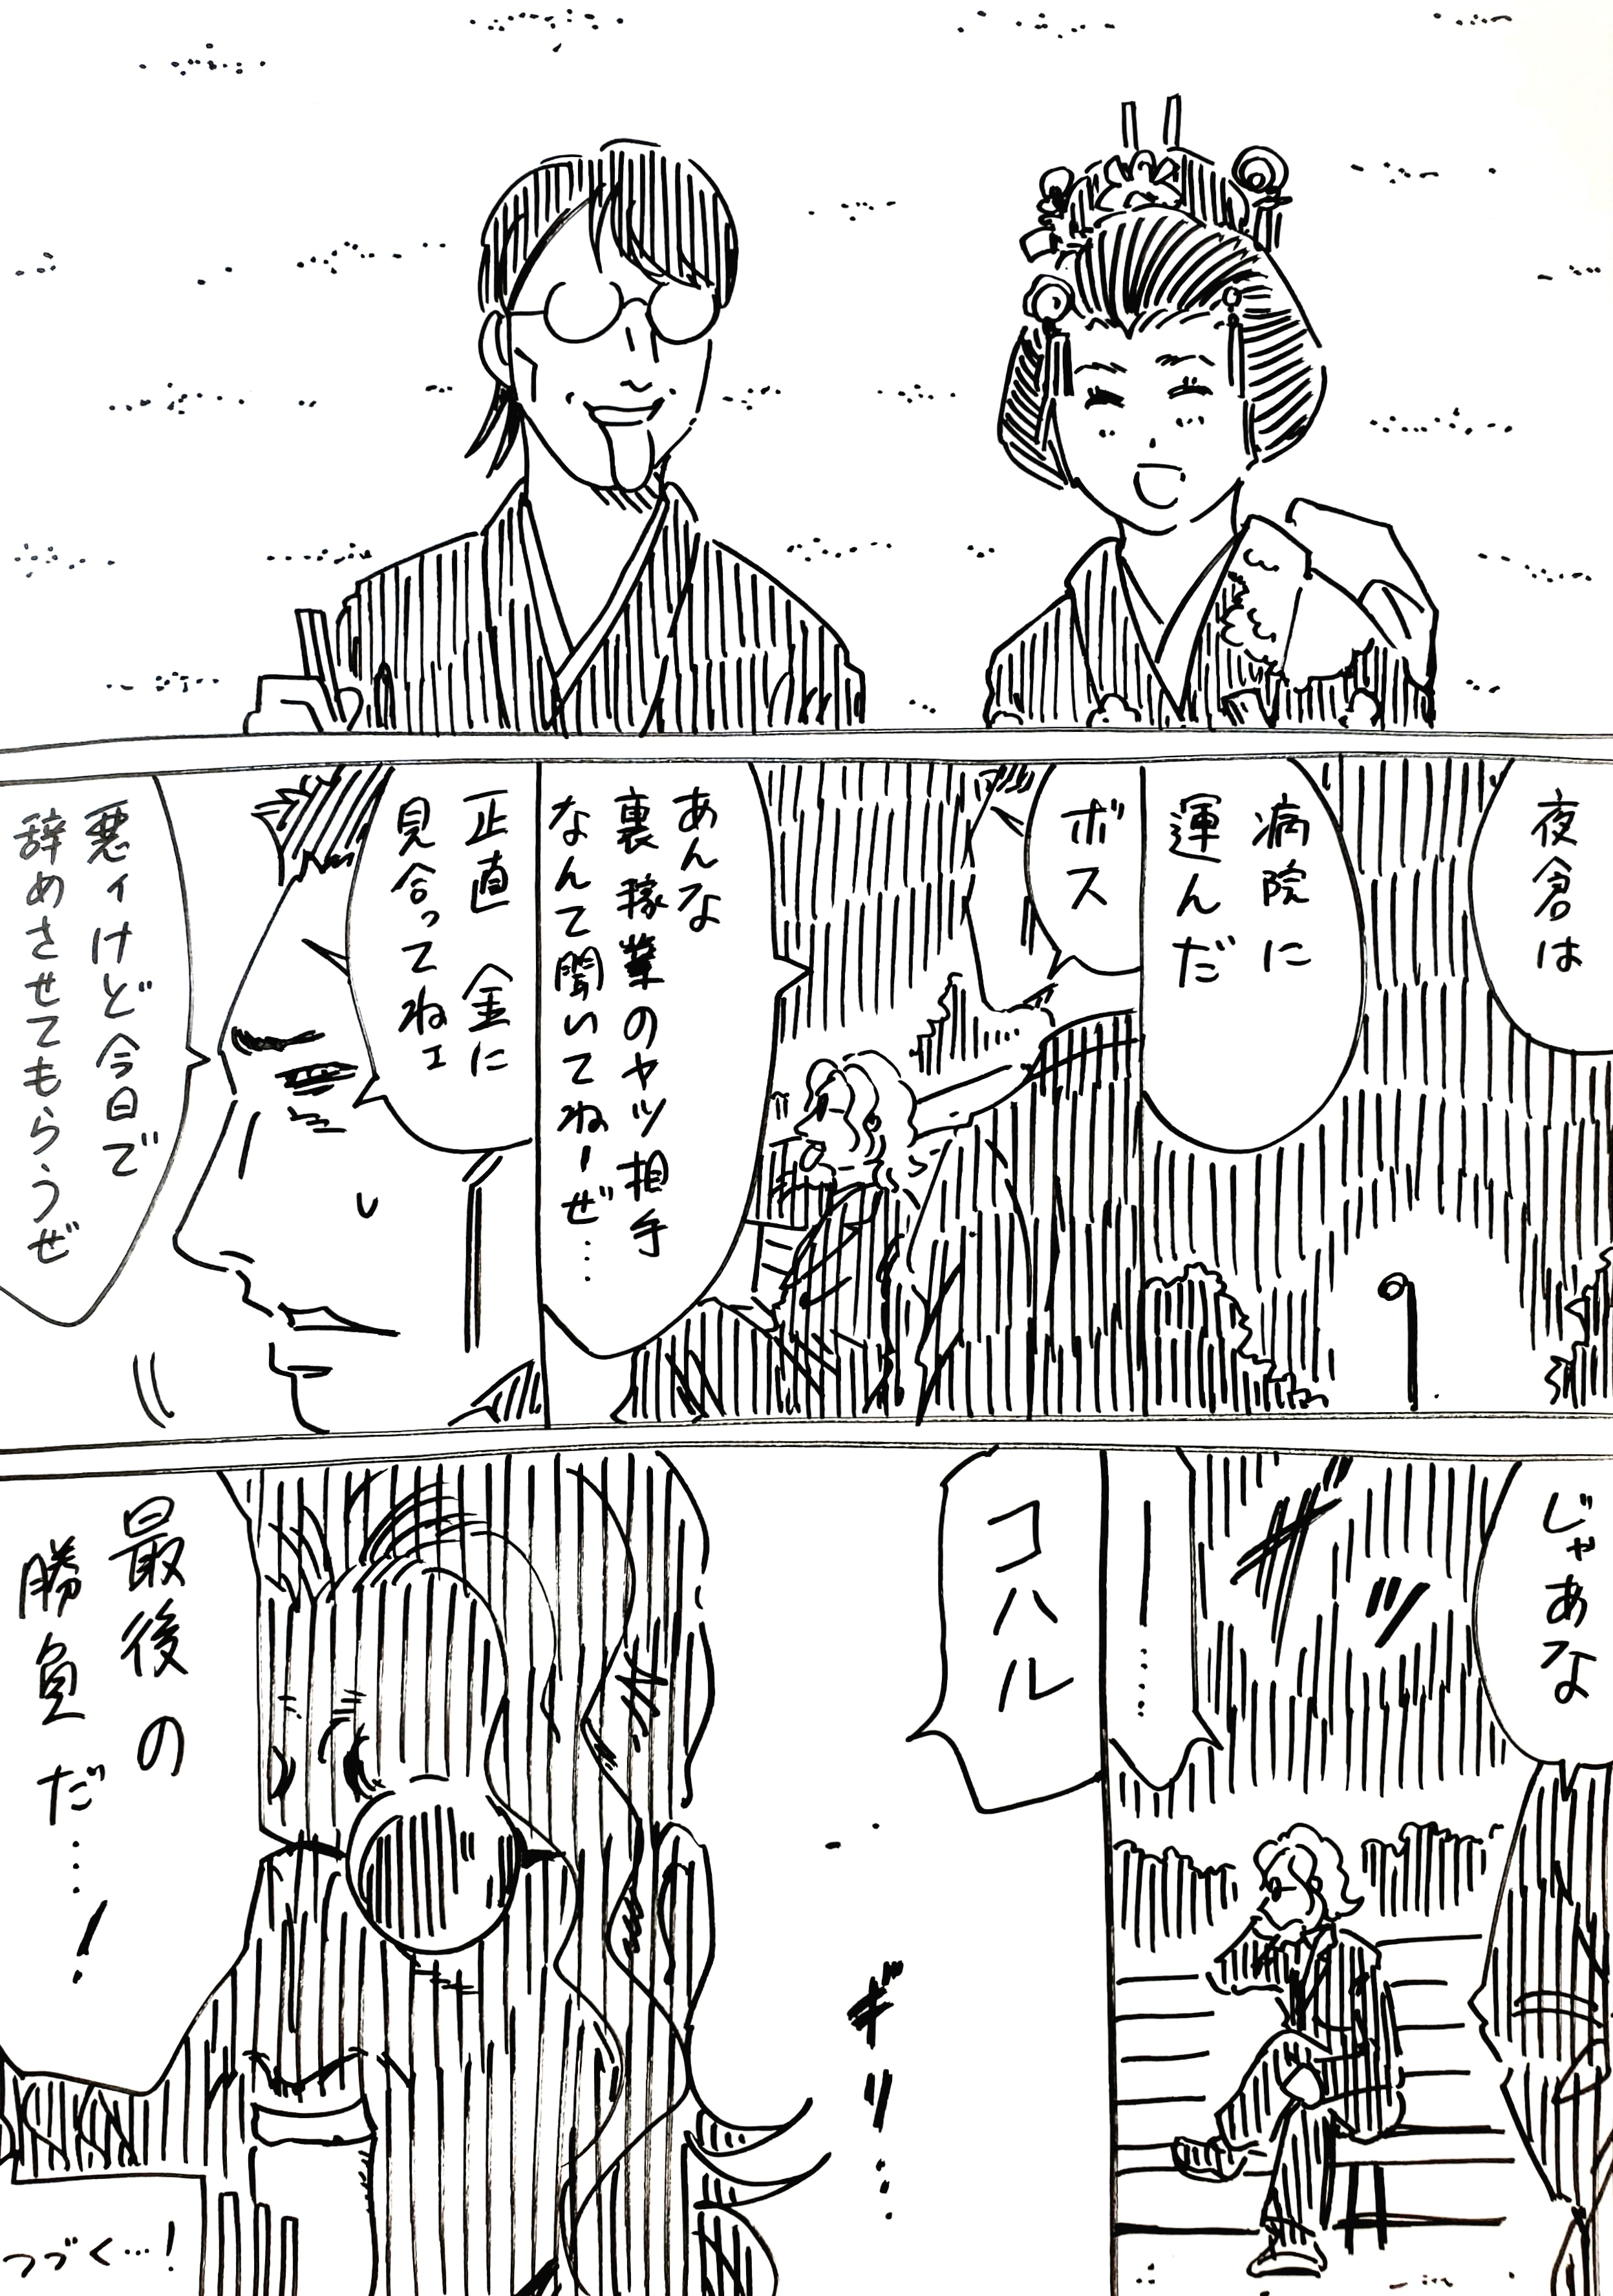 夜倉は
病院に
運んだ
ボス
あんな
裏稼業のヤツ相手
なんて聞いてねーぜ……
正直 金に
見合ってねェ
悪ィけど今日で
辞めさせてもらうぜ
じゃあな
ザッ
ー……
コハル
ギリ…
最後の
勝負だ……!
つづく…!